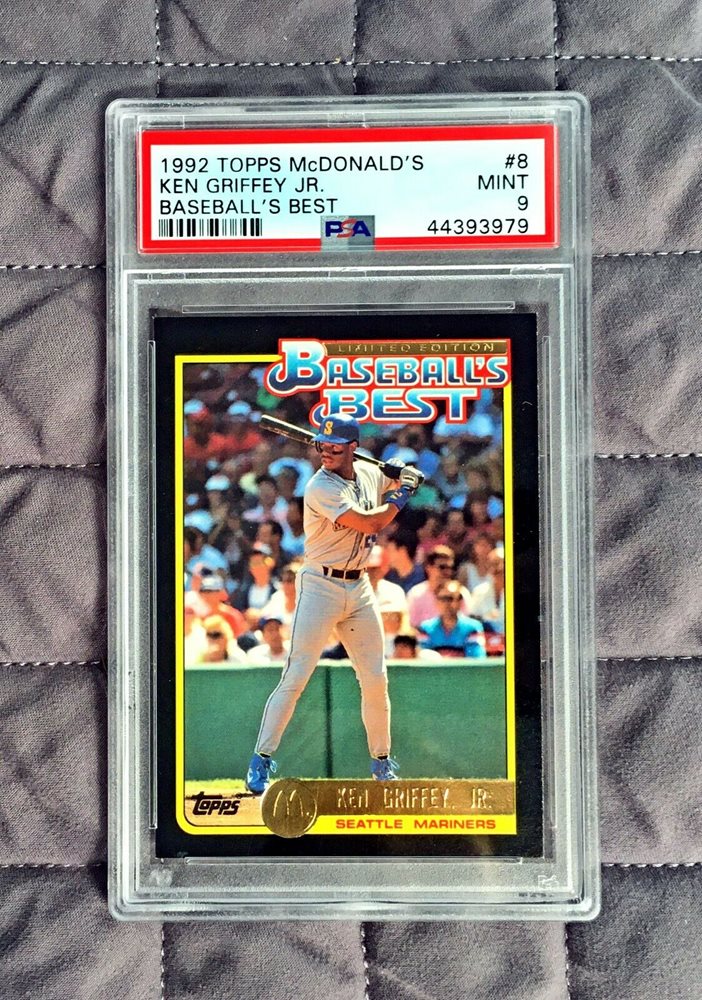 1992 TOPPS McDONALD'S #8
KEN GRIFFEY JR. MINT
BASEBALL'S BEST 9
PSA 44393979
LIMITED EDITION
BASEBALL'S
BEST
S
topps M KEN GRIFFEY, JR.
SEATTLE MARINERS